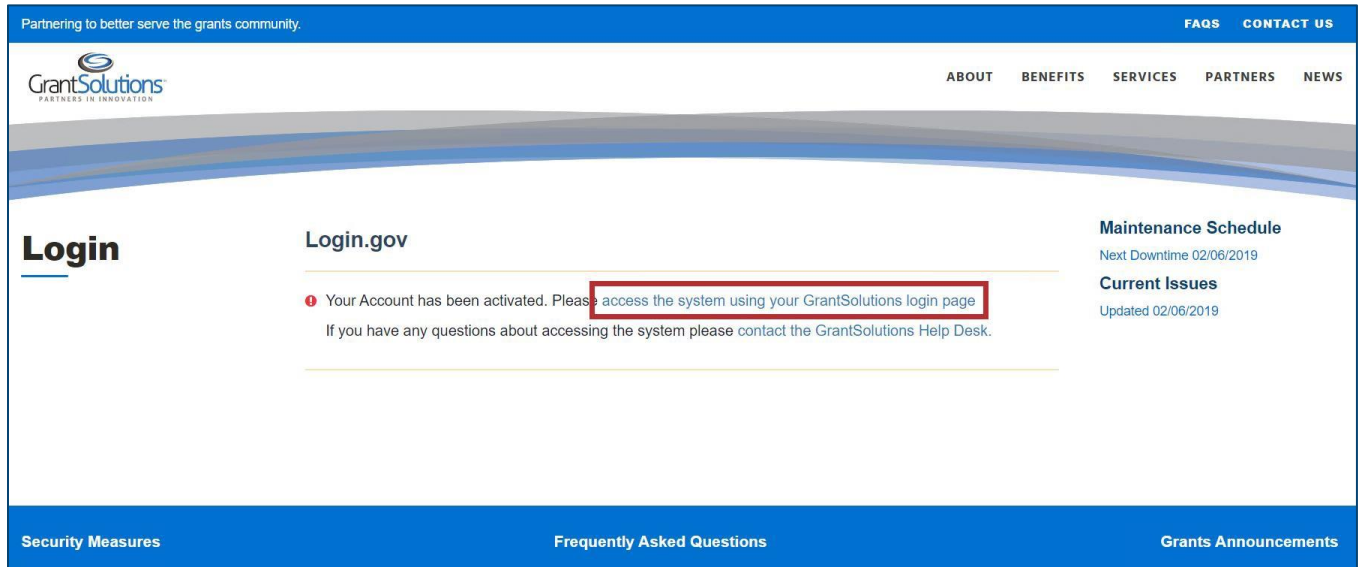 Partnering to better serve the grants community.
FAQS CONTACT US
GrantSolutions
PARTNERS IN INNOVATION
ABOUT BENEFITS SERVICES PARTNERS NEWS
Login
Login.gov
Your Account has been activated. Please access the system using your GrantSolutions login page
If you have any questions about accessing the system please contact the GrantSolutions Help Desk.
Maintenance Schedule
Next Downtime 02/06/2019
Current Issues
Updated 02/06/2019
Security Measures
Frequently Asked Questions
Grants Announcements